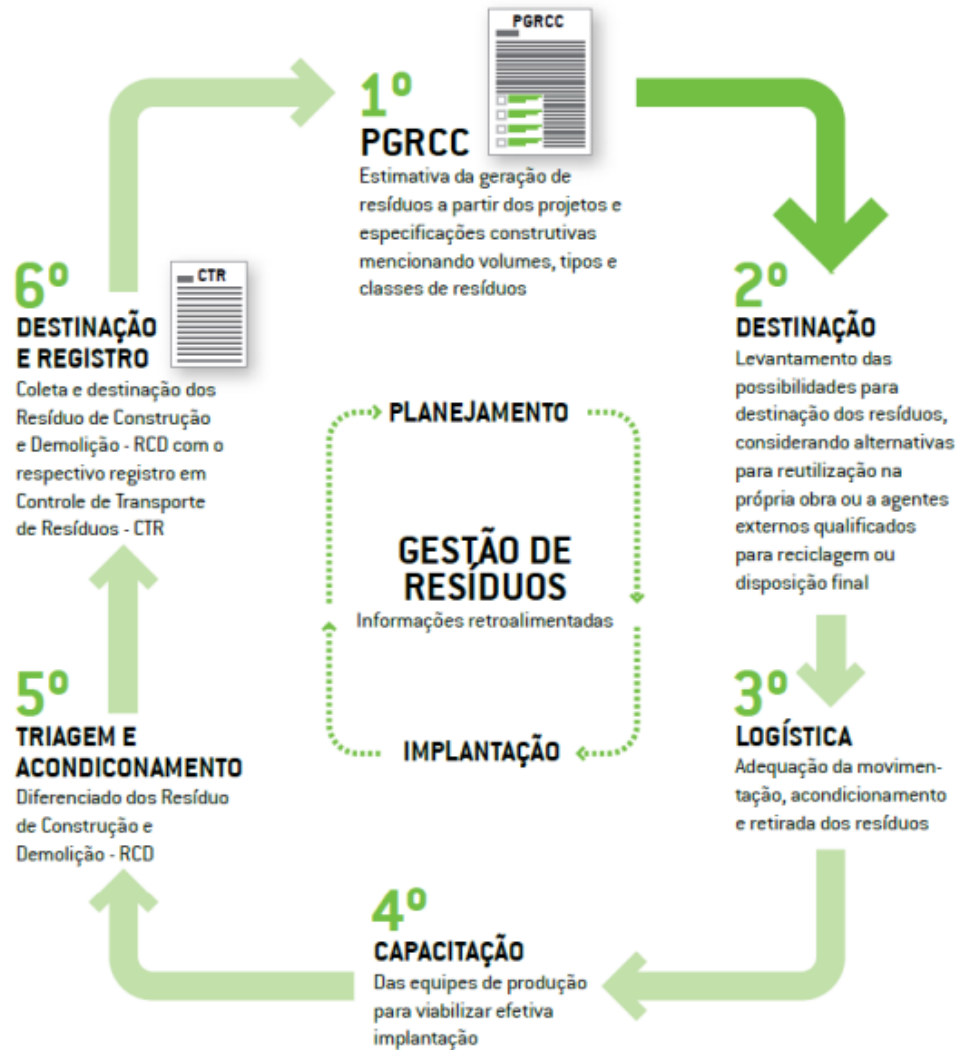 PGRCC
1º
PGRCC
Estimativa da geração de
resíduos a partir dos projetos e
especificações construtivas
mencionando volumes, tipos e
classes de resíduos
2º
DESTINAÇÃO
Levantamento das
possibilidades para
destinação dos resíduos,
considerando alternativas
para reutilização na
própria obra ou a agentes
externos qualificados
para reciclagem ou
disposição final
3º
LOGÍSTICA
Adequação da movimen-
tação, acondicionamento
e retirada dos resíduos
4º
CAPACITAÇÃO
Das equipes de produção
para viabilizar efetiva
implantação
5º
TRIAGEM E
ACONDICONAMENTO
Diferenciado dos Resíduo
de Construção e
Demolição - RCD
6º
DESTINAÇÃO
E REGISTRO
CTR
Coleta e destinação dos
Resíduo de Construção
e Demolição - RCD com o
respectivo registro em
Controle de Transporte
de Resíduos - CTR
PLANEJAMENTO
GESTÃO DE
RESÍDUOS
Informações retroalimentadas
IMPLANTAÇÃO